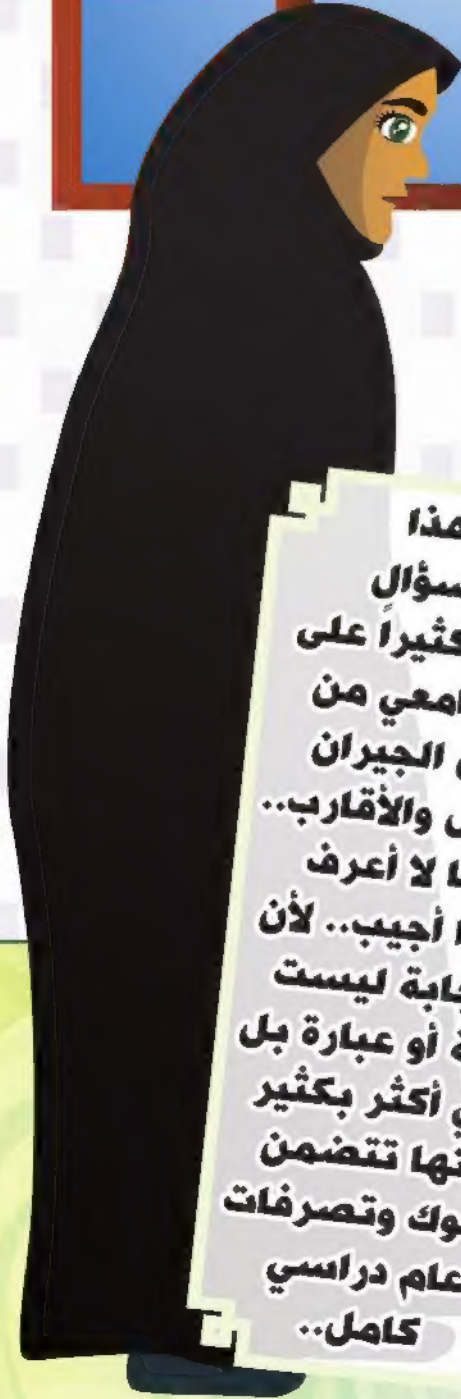 هذا
سؤال
كثيراً على
امعي من
الجيران
والأقارب..
ا لا أعرف
ا أجيب.. لأن
جابة ليست
أو عبارة بل
أكثر بكثير
نها تتضمن
وك وتصرفات
عام دراسي
كامل..